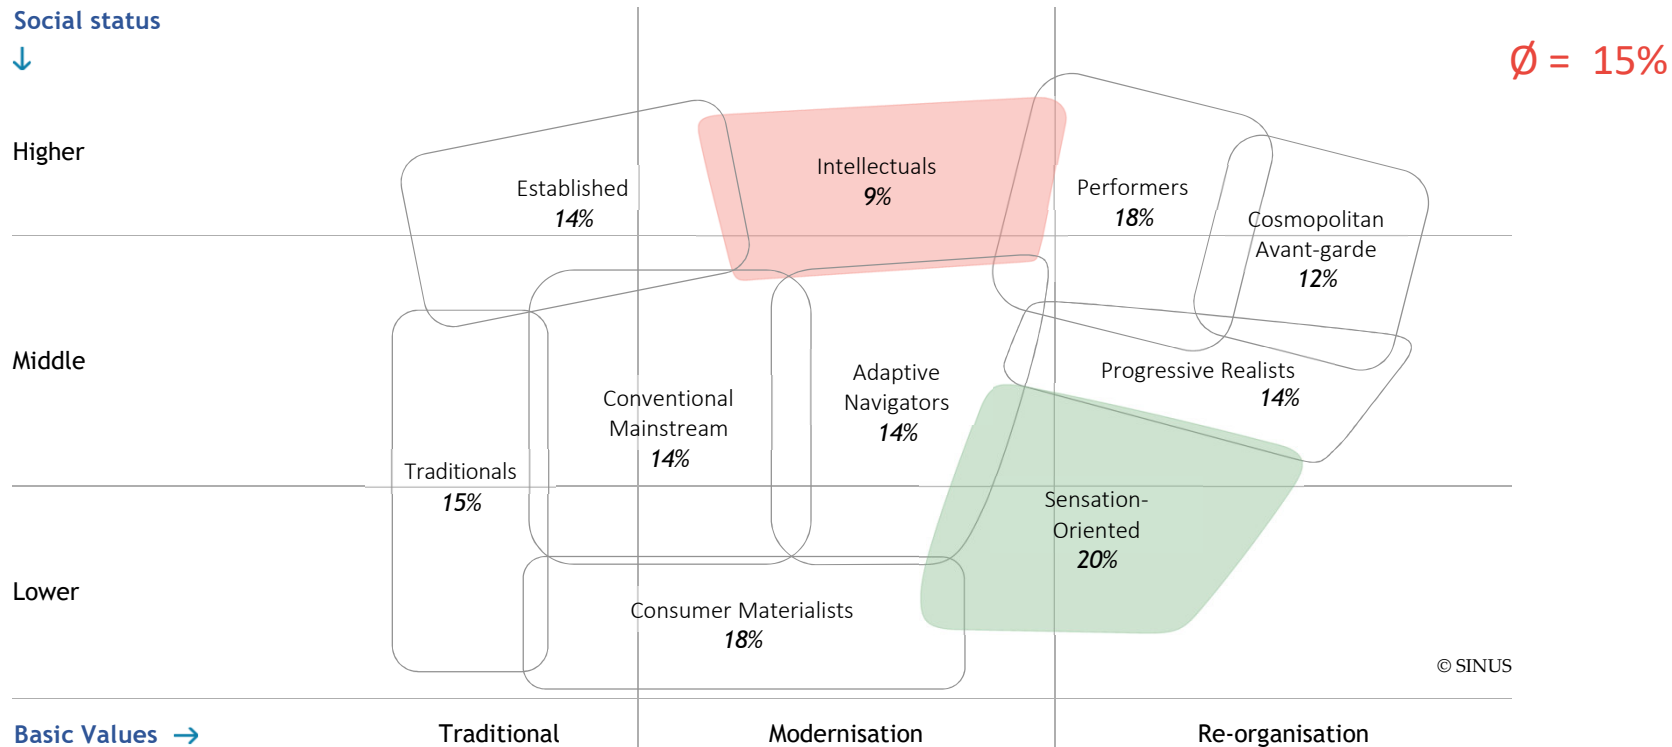 Social status
↓
Ø = 15%
Higher
Established
14%
Intellectuals
9%
Performers
18%
Cosmopolitan
Avant-garde
12%
Middle
Traditionals
15%
Conventional
Mainstream
14%
Adaptive
Navigators
14%
Progressive Realists
14%
Sensation-
Oriented
20%
Lower
Consumer Materialists
18%
© SINUS
Basic Values →
Traditional
Modernisation
Re-organisation